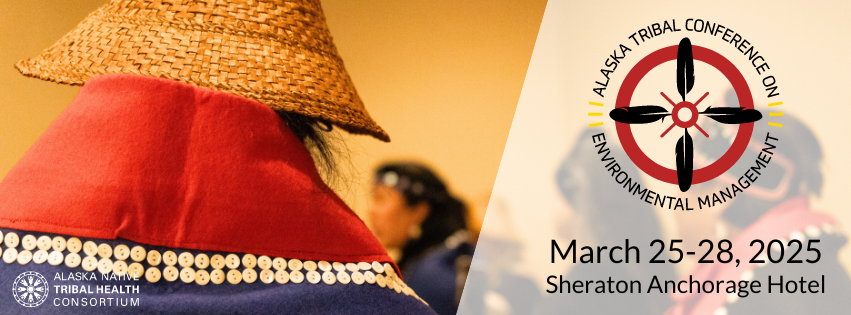 ALASKA TRIBAL CONFERENCE ON
ENVIRONMENTAL MANAGEMENT
March 25-28, 2025
Sheraton Anchorage Hotel
ALASKA NATIVE
TRIBAL HEALTH
CONSORTIUM